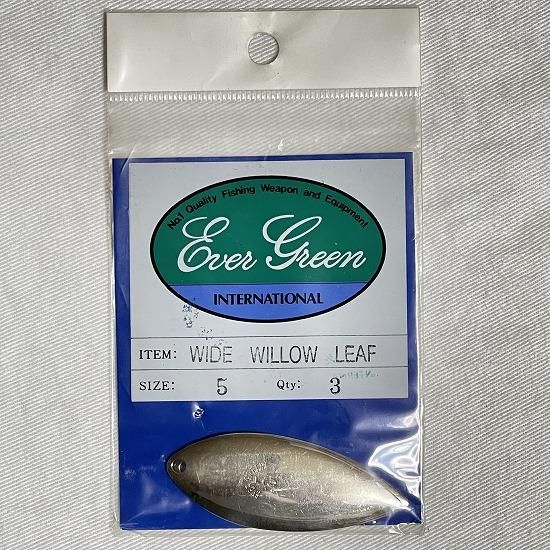 No.1 Quality Fishing Weapon and Equipment
Ever Green
INTERNATIONAL
ITEM: WIDE WILLOW LEAF
SIZE: 5 Qty: 3